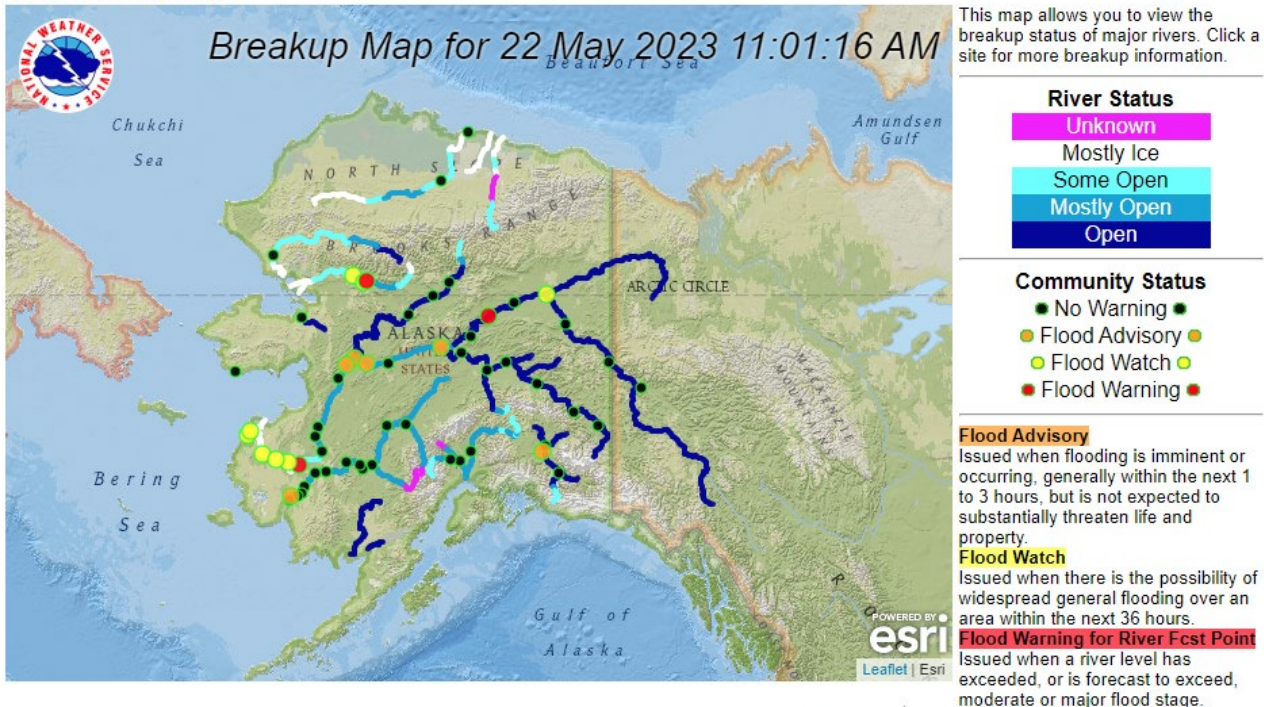 Breakup Map for 22 May 2023 11:01:16 AM
NATIONAL WEATHER SERVICE
Beaufort Sea
Chukchi
Sea
Amundsen
Gulf
NORTH SLOPE
BROOKS RANGE
ARCTIC CIRCLE
ALASKA
STATES
MACKENZIE
MOUNTAINS
Bering
Sea
Gulf of
Alaska
R O
POWERED BY
esri
Leaflet | Esri
This map allows you to view the
breakup status of major rivers. Click a
site for more breakup information.
River Status
Unknown
Mostly Ice
Some Open
Mostly Open
Open
Community Status
No Warning
Flood Advisory
Flood Watch
Flood Warning
Flood Advisory
Issued when flooding is imminent or
occurring, generally within the next 1
to 3 hours, but is not expected to
substantially threaten life and
property.
Flood Watch
Issued when there is the possibility of
widespread general flooding over an
area within the next 36 hours.
Flood Warning for River Fcst Point
Issued when a river level has
exceeded, or is forecast to exceed,
moderate or major flood stage.